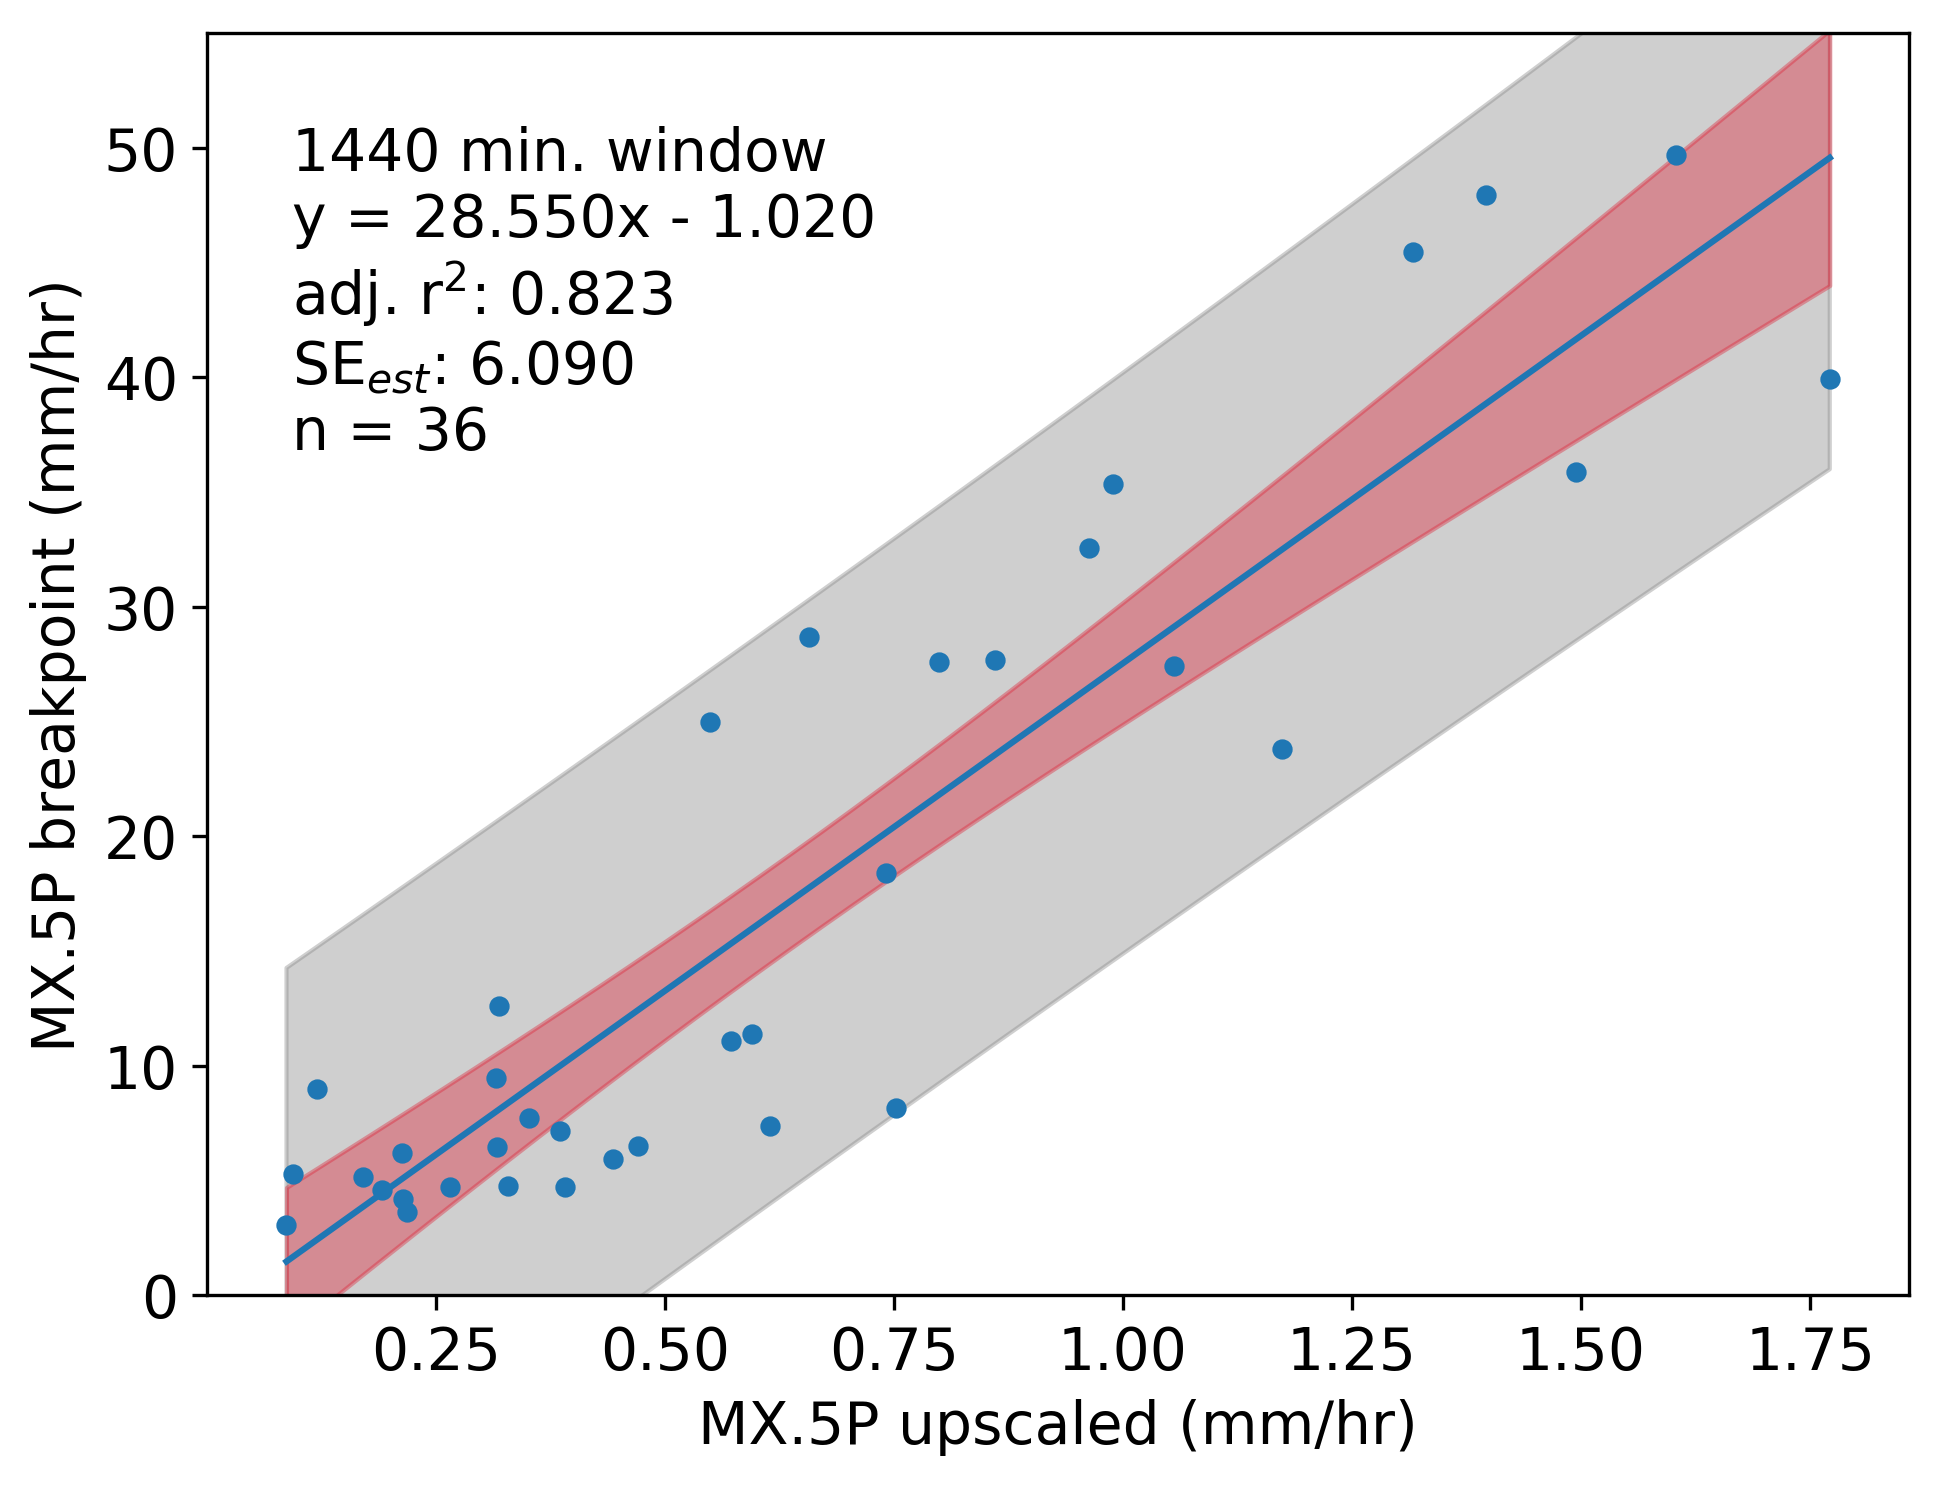 1440 min. window
y = 28.550x - 1.020
adj. r²: 0.823
SEest: 6.090
n = 36
MX.5P breakpoint (mm/hr)
50
40
30
20
10
0
0.25 0.50 0.75 1.00 1.25 1.50 1.75
MX.5P upscaled (mm/hr)